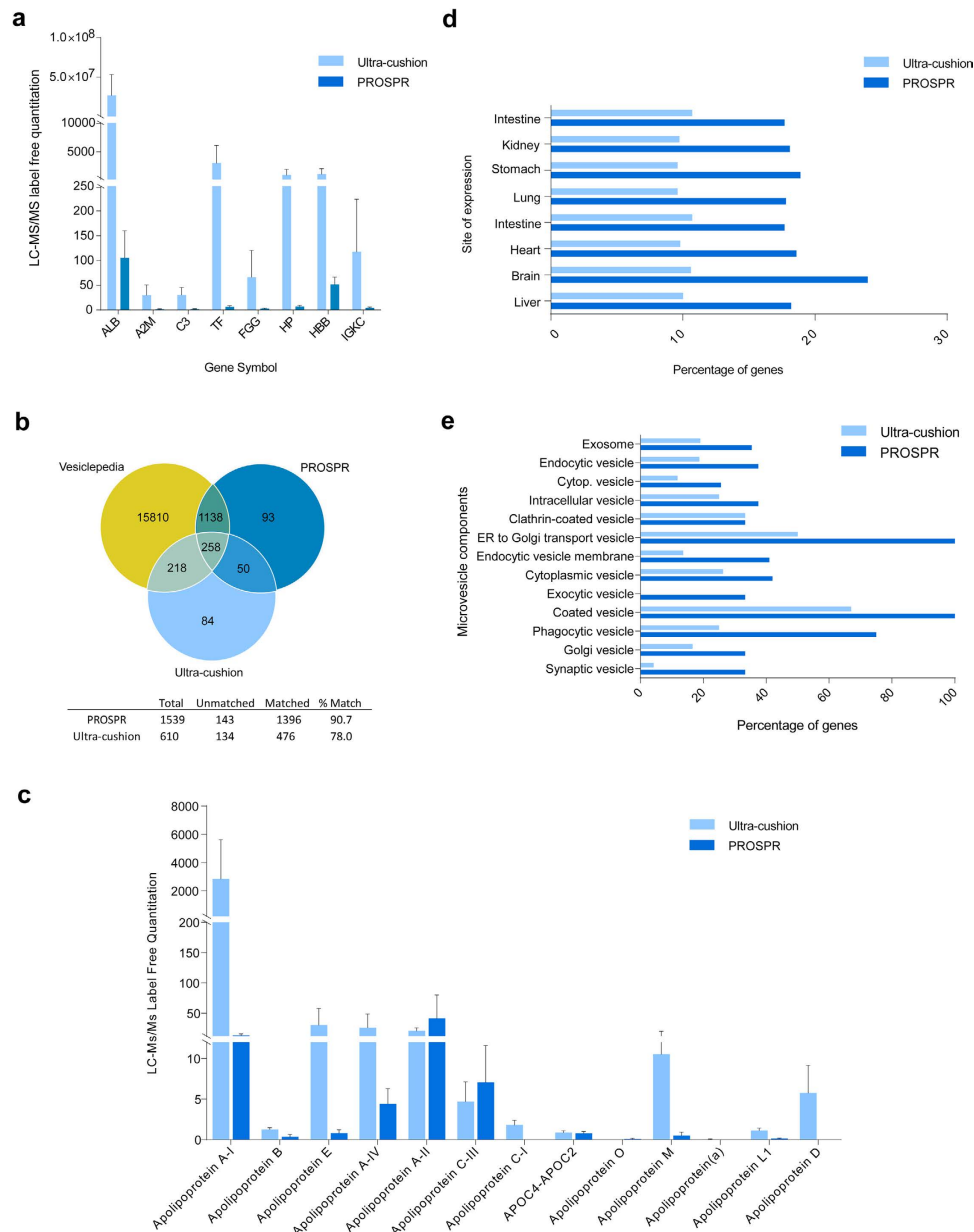 a
1.0×10⁸
5.0×10⁷
10000
5000
250
200
150
100
50
0
LC-MS/MS label free quantitation
Ultra-cushion
PROSPR
ALB
A2M
C3
TF
FGG
HP
HBB
IGKC
Gene Symbol
d
Ultra-cushion
PROSPR
Site of expression
Intestine
Kidney
Stomach
Lung
Intestine
Heart
Brain
Liver
0
10
20
30
Percentage of genes
b
Vesiclepedia
PROSPR
15810
1138
93
258
218
50
84
Ultra-cushion
Total Unmatched Matched % Match
PROSPR 1539 143 1396 90.7
Ultra-cushion 610 134 476 78.0
e
Ultra-cushion
PROSPR
Microvesicle components
Exosome
Endocytic vesicle
Cytop. vesicle
Intracellular vesicle
Clathrin-coated vesicle
ER to Golgi transport vesicle
Endocytic vesicle membrane
Cytoplasmic vesicle
Exocytic vesicle
Coated vesicle
Phagocytic vesicle
Golgi vesicle
Synaptic vesicle
0
20
40
60
80
100
Percentage of genes
c
8000
6000
4000
2000
200
150
100
50
10
5
0
LC-Ms/Ms Label Free Quantitation
Ultra-cushion
PROSPR
Apolipoprotein A-I
Apolipoprotein B
Apolipoprotein E
Apolipoprotein A-IV
Apolipoprotein A-II
Apolipoprotein C-III
Apolipoprotein C-I
APOC4-APOC2
Apolipoprotein O
Apolipoprotein M
Apolipoprotein(a)
Apolipoprotein L1
Apolipoprotein D